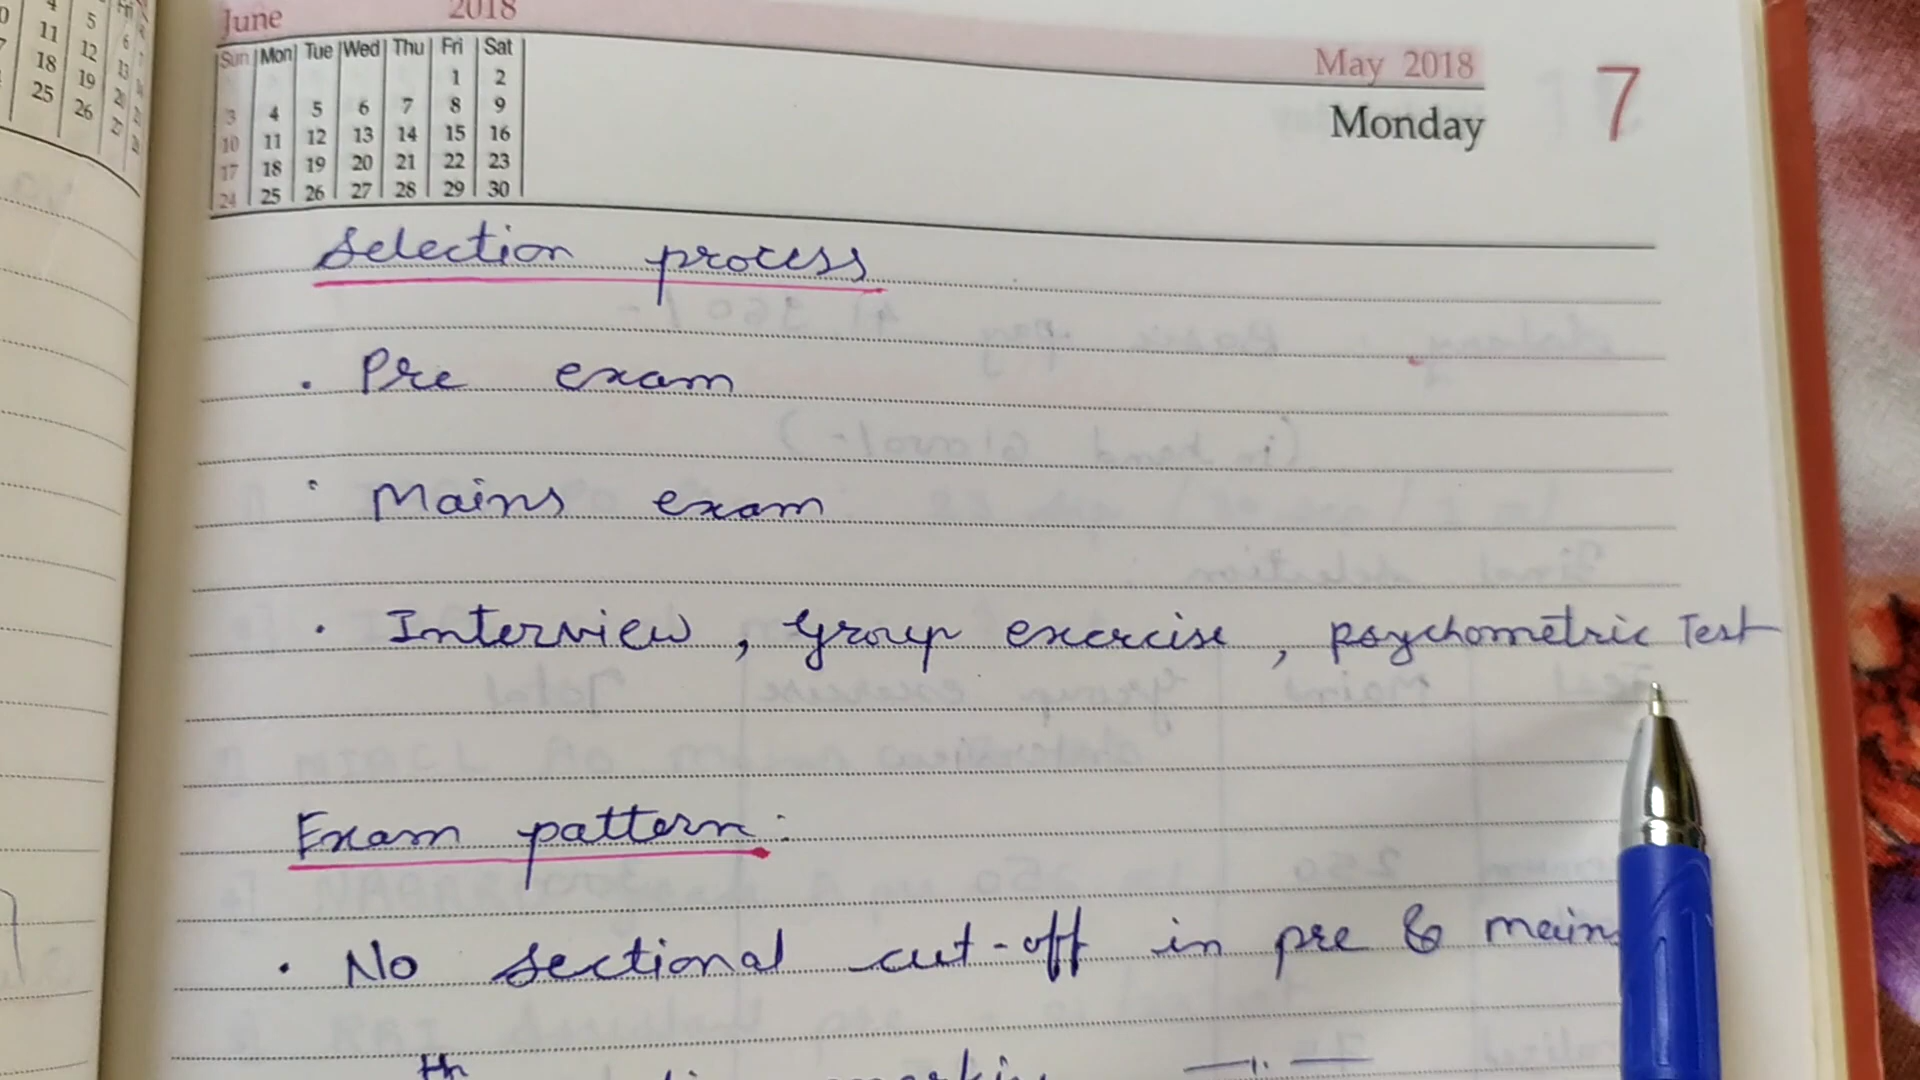 June 2018
Sun Mon Tue Wed Thu Fri Sat
1 2
3 4 5 6 7 8 9
10 11 12 13 14 15 16
17 18 19 20 21 22 23
24 25 26 27 28 29 30
May 2018
7
Monday
Selection process
. Pre exam
. Mains exam
. Interview, group exercise, psychometric Test
Exam pattern:
. No sectional cut-off in pre & mains
th